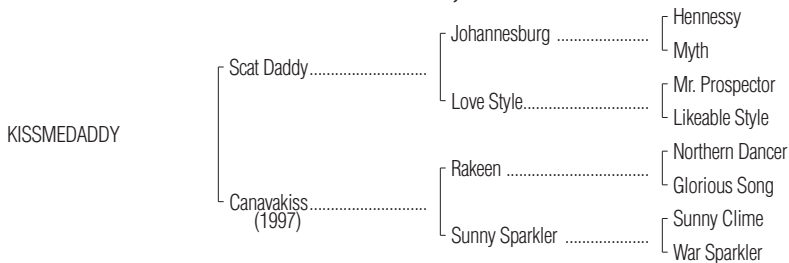 Hennessy
Johannesburg ......................
Myth
Scat Daddy...........................
Mr. Prospector
Love Style.............................
Likeable Style
KISSMEDADDY
Northern Dancer
Rakeen .................................
Glorious Song
Canavakiss...........................
(1997)
Sunny Clime
Sunny Sparkler ...................
War Sparkler